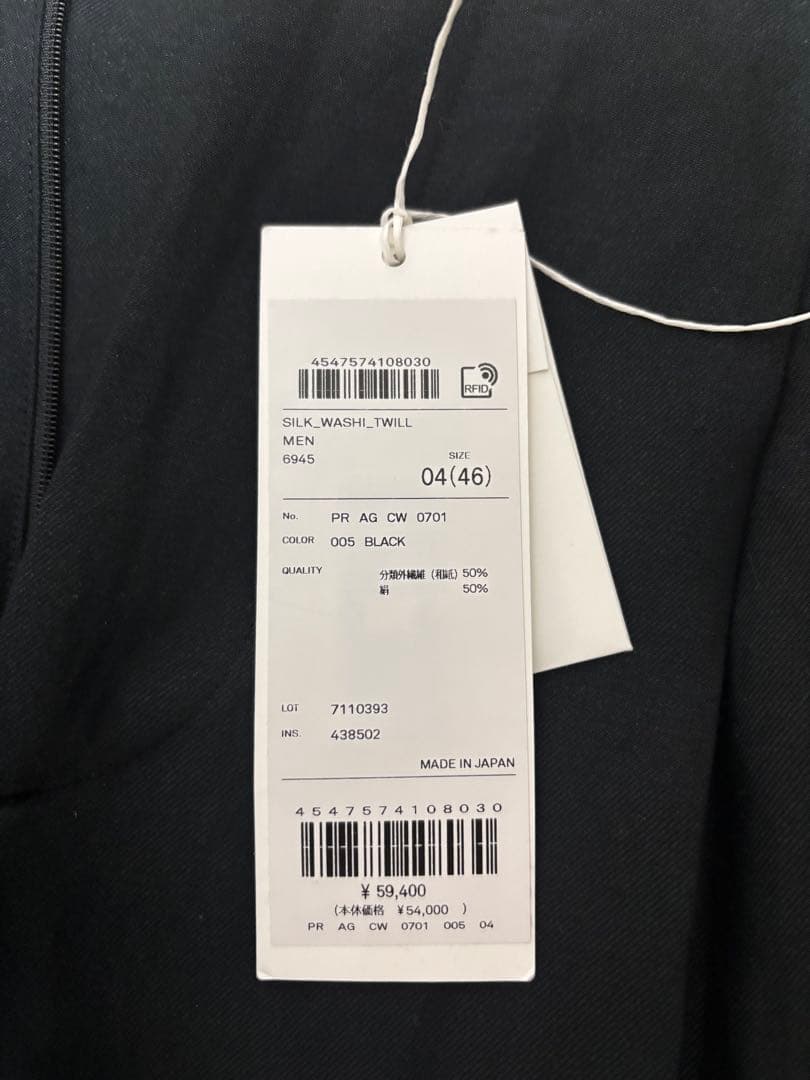 4547574108030
RFID
SILK_WASHI_TWILL
MEN
6945
SIZE
04(46)
No. PR AG CW 0701
COLOR 005 BLACK
QUALITY 分類外繊維（和紙）50%
絹 50%
LOT 7110393
INS. 438502
MADE IN JAPAN
4547574108030
¥ 59,400
(本体価格 ¥54,000 )
PR AG CW 0701 005 04